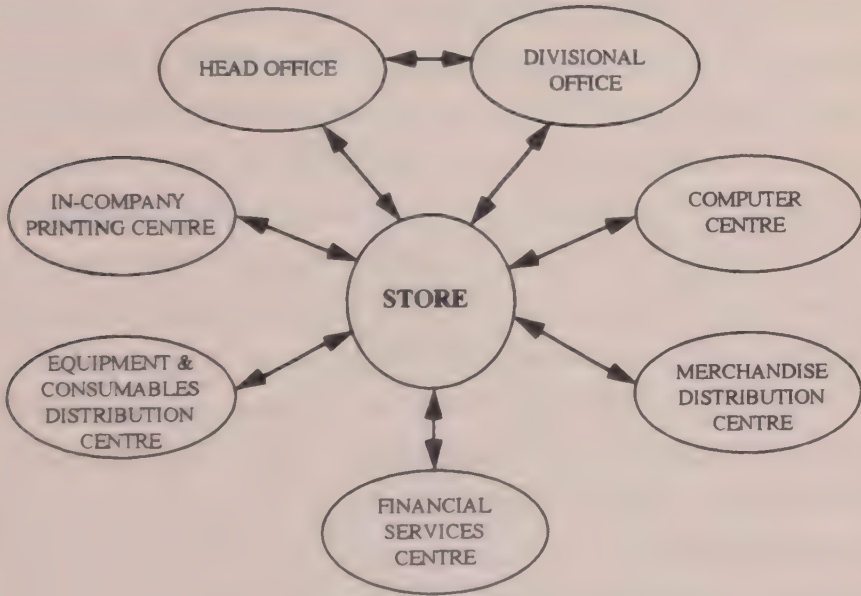 HEAD OFFICE
DIVISIONAL
OFFICE
IN-COMPANY
PRINTING CENTRE
COMPUTER
CENTRE
STORE
EQUIPMENT &
CONSUMABLES
DISTRIBUTION
CENTRE
MERCHANDISE
DISTRIBUTION
CENTRE
FINANCIAL
SERVICES
CENTRE